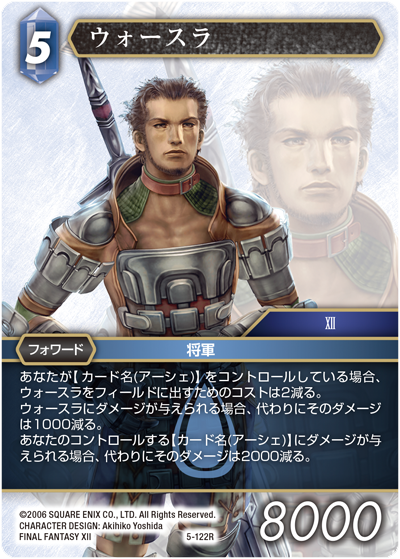 5
ウォースラ
XII
フォワード
将軍
あなたが【カード名(アーシェ)】をコントロールしている場合、
ウォースラをフィールドに出すためのコストは2減る。
ウォースラにダメージが与えられる場合、代わりにそのダメージ
は1000減る。
あなたのコントロールする【カード名(アーシェ)】にダメージが与
えられる場合、代わりにそのダメージは2000減る。
©2006 SQUARE ENIX CO., LTD. All Rights Reserved.
CHARACTER DESIGN: Akihiko Yoshida
FINAL FANTASY XII
5-122R
8000